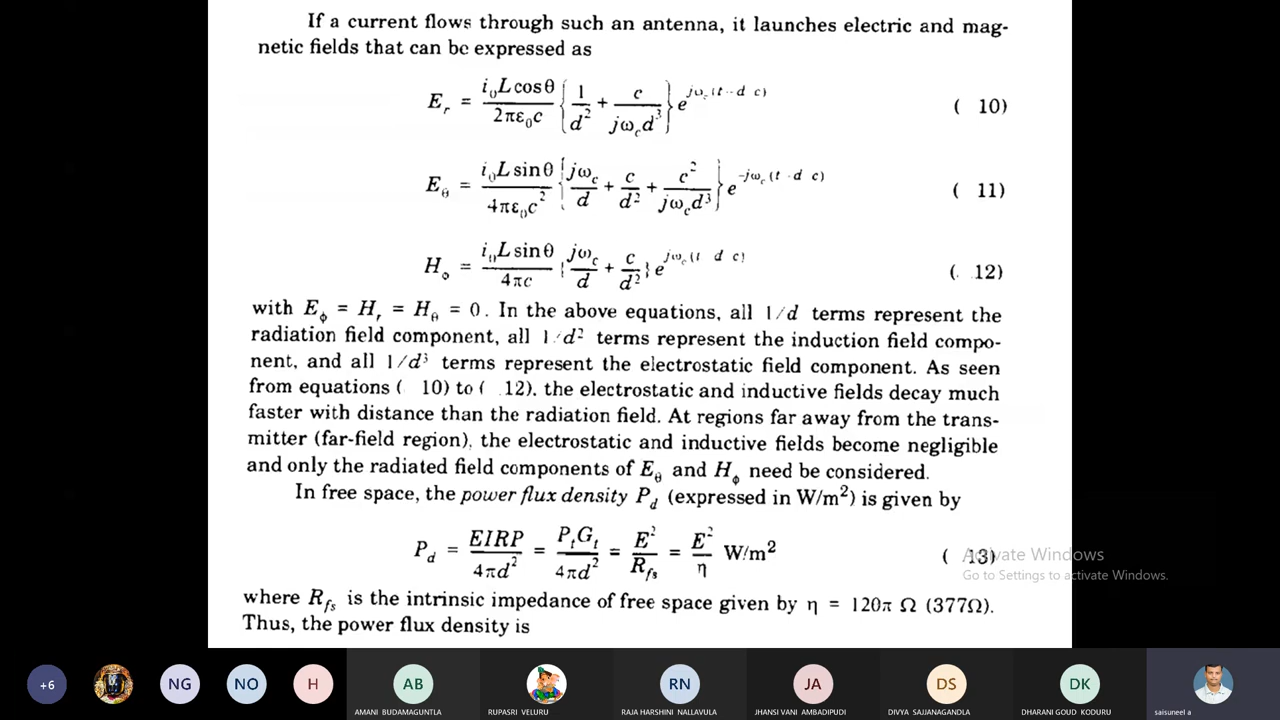 If a current flows through such an antenna, it launches electric and mag-
netic fields that can be expressed as
E_r = i_0 L cosθ / 2πε_0c { 1/d² + c/jω_c d³ } e^{jω_c(t-d c)} ( 10)
E_θ = i_0 L sinθ / 4πε_0c² { jω_c/d + c/d² + c²/jω_c d³ } e^{-jω_c(t d c)} ( 11)
H_ϕ = i_0 L sinθ / 4πc { jω_c/d + c/d² } e^{jω_c(t d c)} ( 12)
with E_ϕ = H_r = H_θ = 0. In the above equations, all 1/d terms represent the
radiation field component, all 1/d² terms represent the induction field compo-
nent, and all 1/d³ terms represent the electrostatic field component. As seen
from equations ( 10) to ( 12), the electrostatic and inductive fields decay much
faster with distance than the radiation field. At regions far away from the trans-
mitter (far-field region), the electrostatic and inductive fields become negligible
and only the radiated field components of E_θ and H_ϕ need be considered.
In free space, the power flux density P_d (expressed in W/m²) is given by
P_d = EIRP / 4πd² = P_t G_t / 4πd² = E² / R_fs = E² / η W/m² ( 13)
Activate Windows
Go to Settings to activate Windows.
where R_fs is the intrinsic impedance of free space given by η = 120π Ω (377Ω).
Thus, the power flux density is
+6 NG NO H AB RN JA DS DK
AMANI BUDAMAGUNTLA RUPASRI VELURU RAJA HARSHINI NALLAVULA JHANSI VANI AMBADIPUDI DIVYA SAJJANAGANDLA DHARANI GOUD KODURU saisuneel a